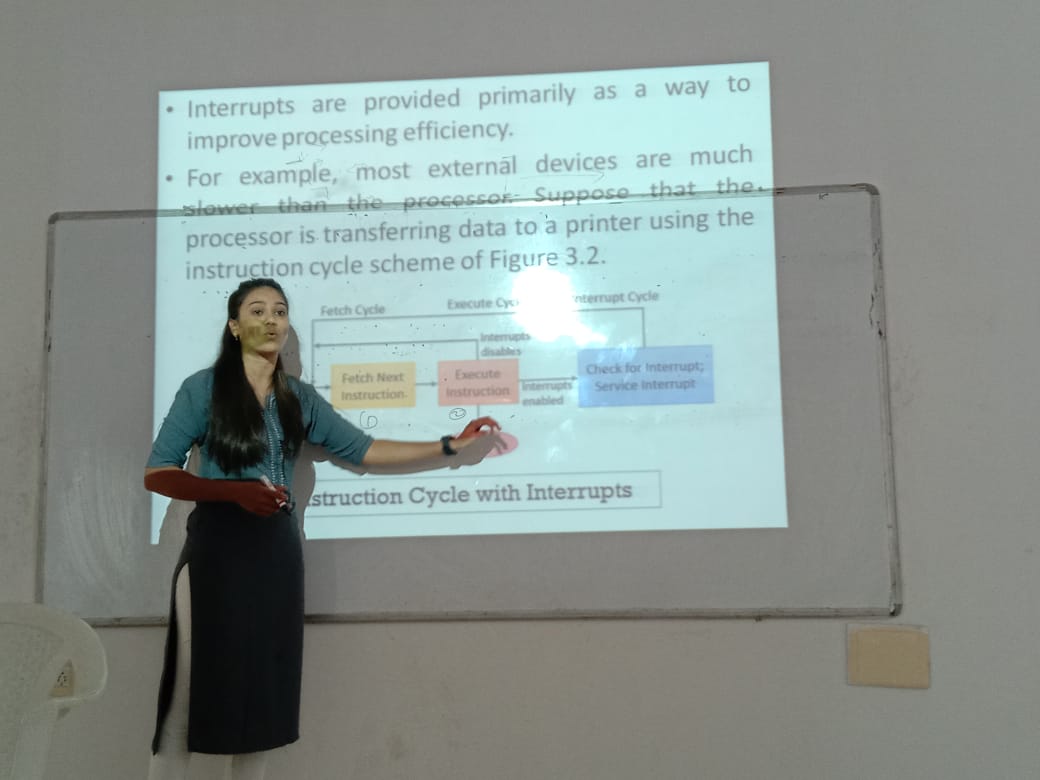 • Interrupts are provided primarily as a way to
improve processing efficiency.
• For example, most external devices are much
slower than the processor. Suppose that the
processor is transferring data to a printer using the
instruction cycle scheme of Figure 3.2.
Fetch Cycle
Execute
Interrupt Cycle
Interrupts
disables
Fetch Next
Instruction
Execute
Instruction
Interrupts
enabled
Check for Interrupt;
Service Interrupt
1
2
struction Cycle with Interrupts